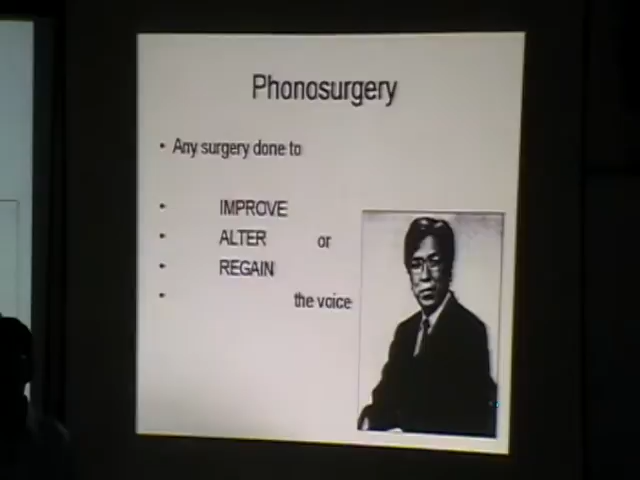 Phonosurgery
• Any surgery done to
• IMPROVE
• ALTER or
• REGAIN
• the voice